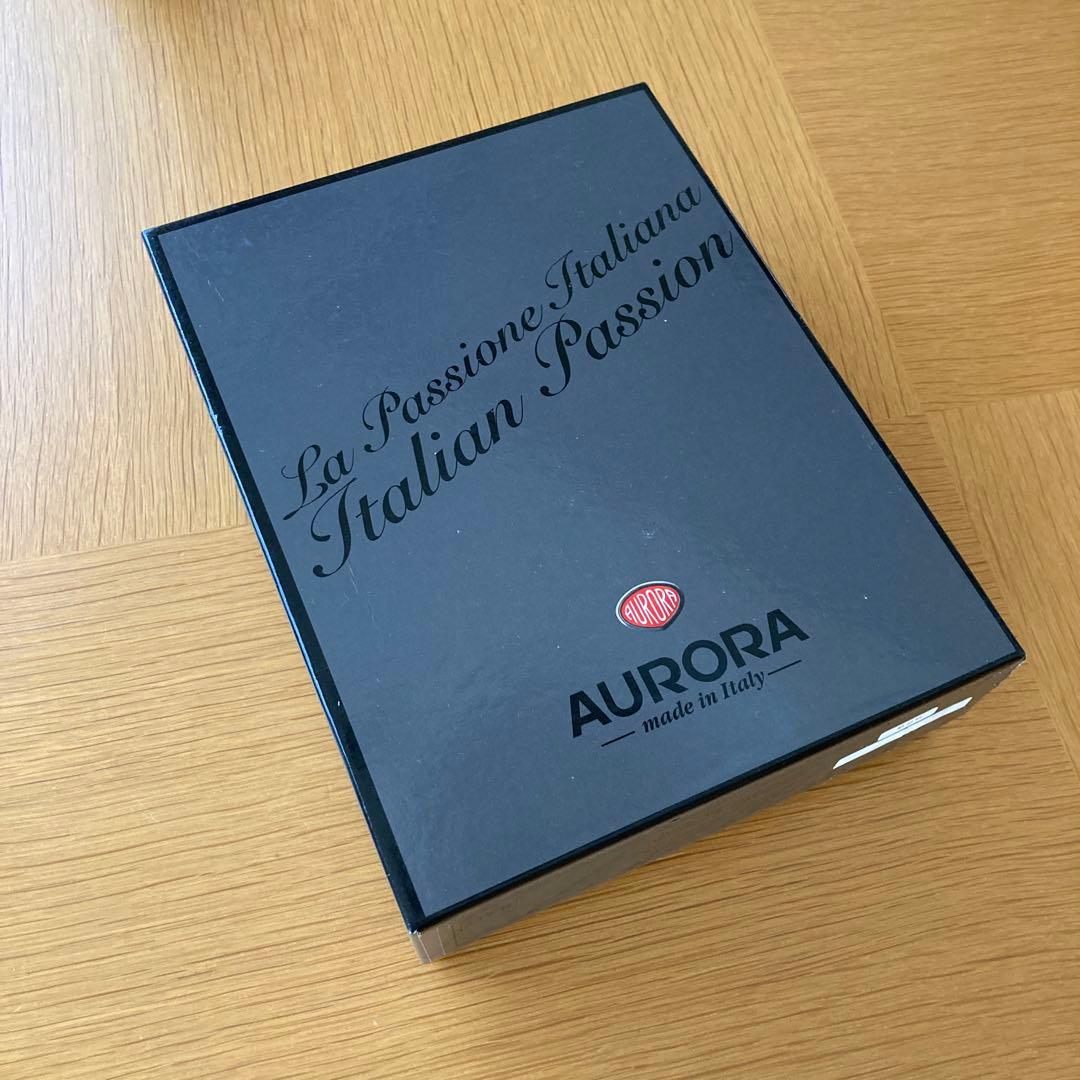 La Passione Italiana
Italian Passion
AURORA
AURORA
made in Italy